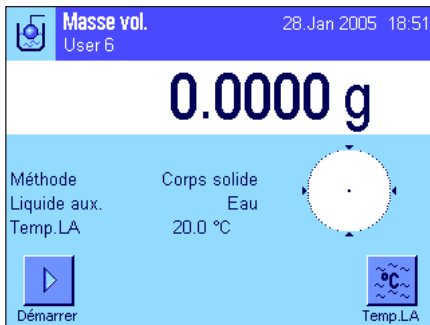 Masse vol. 28.Jan 2005 18:51
User 6
0.0000 g
Méthode Corps solide
Liquide aux. Eau
Temp.LA 20.0 °C
°C
Démarrer Temp.LA